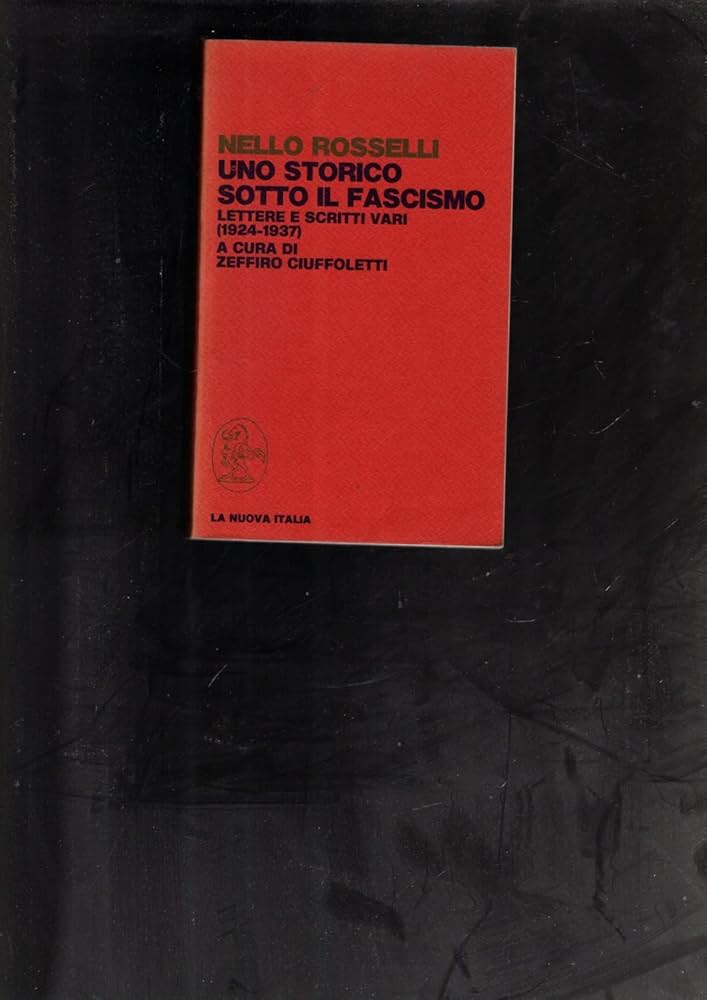 NELLO ROSSELLI
UNO STORICO
SOTTO IL FASCISMO
LETTERE E SCRITTI VARI
(1924-1937)
A CURA DI
ZEFFIRO CIUFFOLETTI
LA NUOVA ITALIA